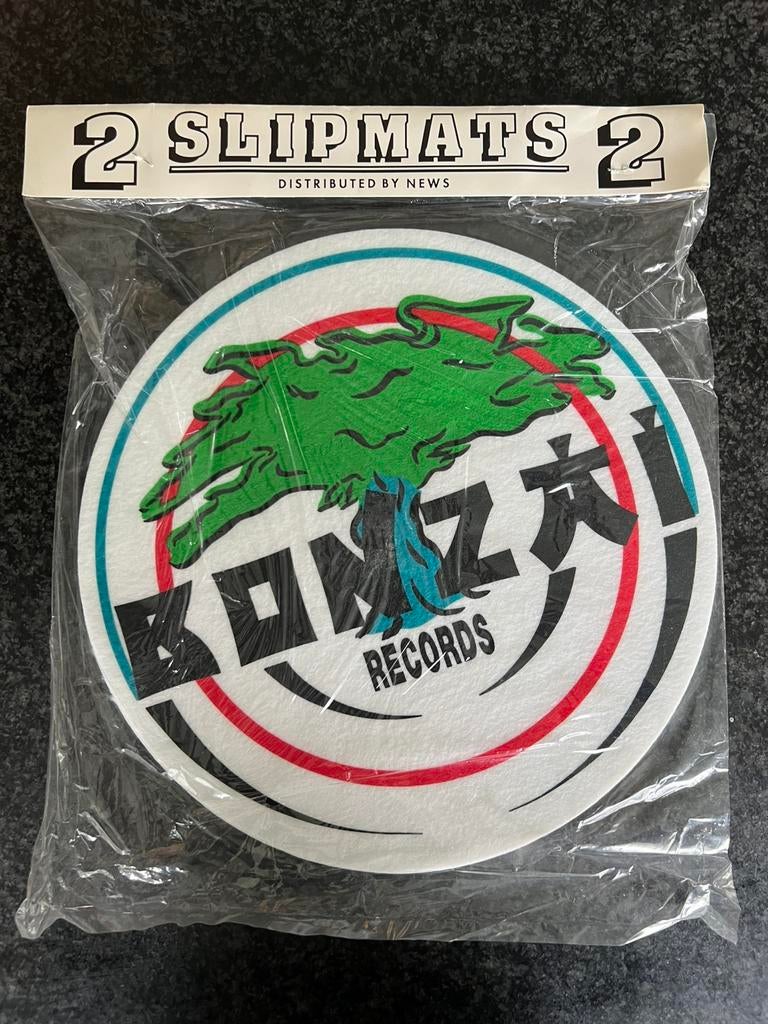 2 SLIPMATS 2
DISTRIBUTED BY NEWS
BONZAI
RECORDS